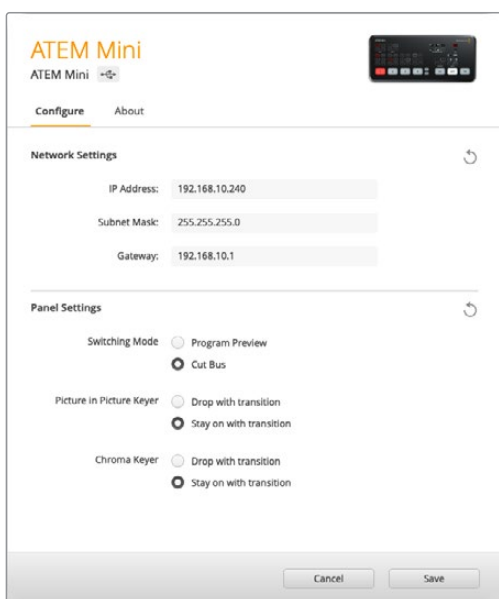 ATEM Mini
ATEM Mini
Configure About
Network Settings
IP Address: 192.168.10.240
Subnet Mask: 255.255.255.0
Gateway: 192.168.10.1
Panel Settings
Switching Mode Program Preview
Cut Bus
Picture in Picture Keyer Drop with transition
Stay on with transition
Chroma Keyer Drop with transition
Stay on with transition
Cancel Save